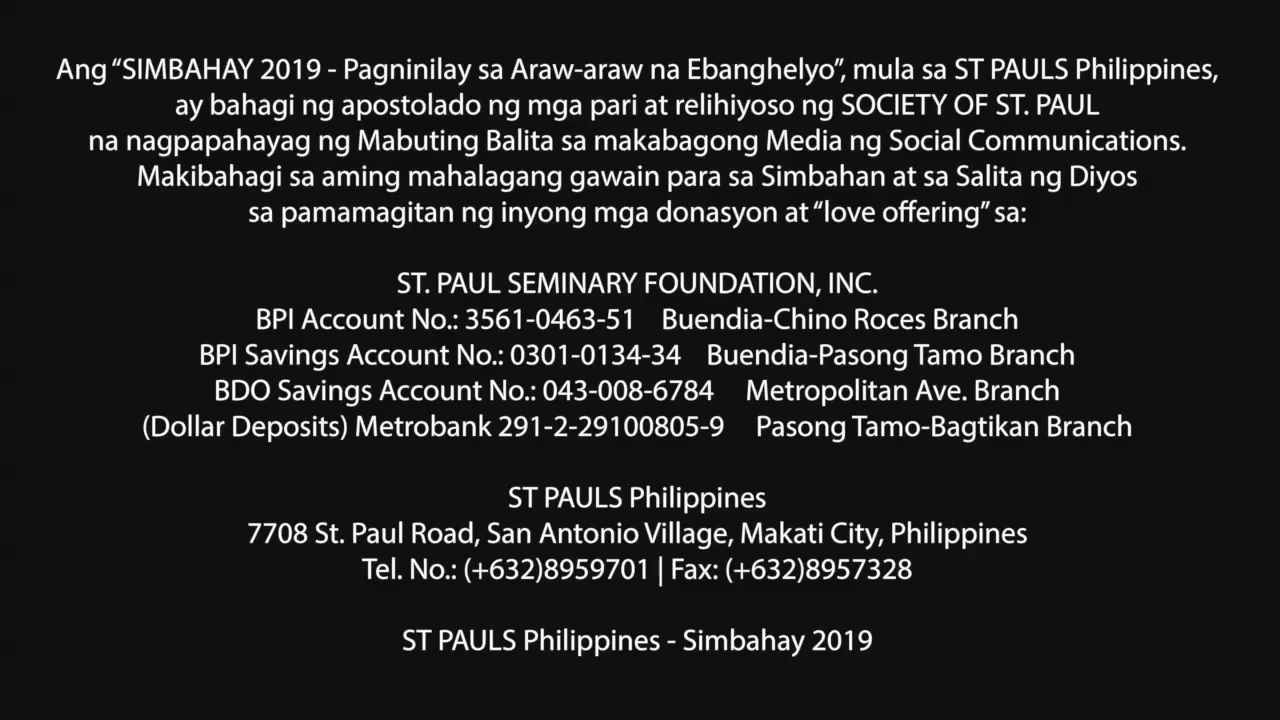 Ang “SIMBAHAY 2019 - Pagninilay sa Araw-araw na Ebanghelyo”, mula sa ST PAULS Philippines,
ay bahagi ng apostolado ng mga pari at relihiyoso ng SOCIETY OF ST. PAUL
na nagpapahayag ng Mabuting Balita sa makabagong Media ng Social Communications.
Makibahagi sa aming mahalagang gawain para sa Simbahan at sa Salita ng Diyos
sa pamamagitan ng inyong mga donasyon at “love offering” sa:
ST. PAUL SEMINARY FOUNDATION, INC.
BPI Account No.: 3561-0463-51 Buendia-Chino Roces Branch
BPI Savings Account No.: 0301-0134-34 Buendia-Pasong Tamo Branch
BDO Savings Account No.: 043-008-6784 Metropolitan Ave. Branch
(Dollar Deposits) Metrobank 291-2-29100805-9 Pasong Tamo-Bagtikan Branch
ST PAULS Philippines
7708 St. Paul Road, San Antonio Village, Makati City, Philippines
Tel. No.: (+632)8959701 | Fax: (+632)8957328
ST PAULS Philippines - Simbahay 2019